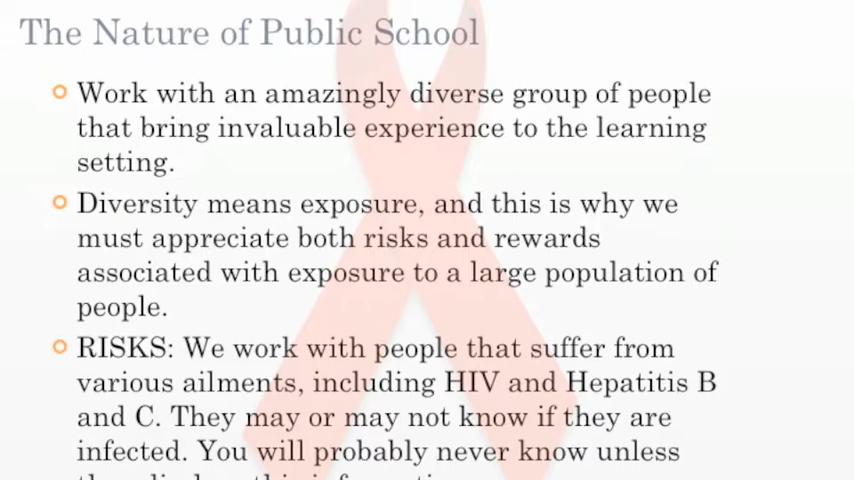 The Nature of Public School
Work with an amazingly diverse group of people
that bring invaluable experience to the learning
setting.
Diversity means exposure, and this is why we
must appreciate both risks and rewards
associated with exposure to a large population of
people.
RISKS: We work with people that suffer from
various ailments, including HIV and Hepatitis B
and C. They may or may not know if they are
infected. You will probably never know unless